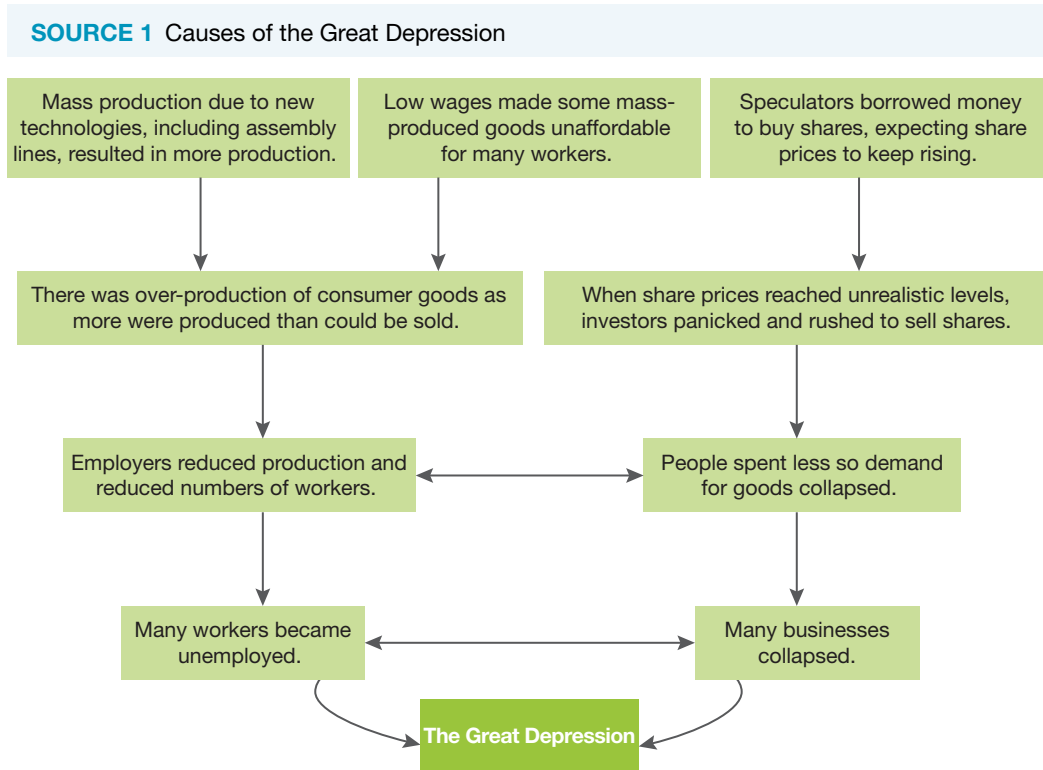 SOURCE 1 Causes of the Great Depression
Mass production due to new
technologies, including assembly
lines, resulted in more production.
Low wages made some mass-
produced goods unaffordable
for many workers.
Speculators borrowed money
to buy shares, expecting share
prices to keep rising.
There was over-production of consumer goods as
more were produced than could be sold.
When share prices reached unrealistic levels,
investors panicked and rushed to sell shares.
Employers reduced production and
reduced numbers of workers.
People spent less so demand
for goods collapsed.
Many workers became
unemployed.
Many businesses
collapsed.
The Great Depression